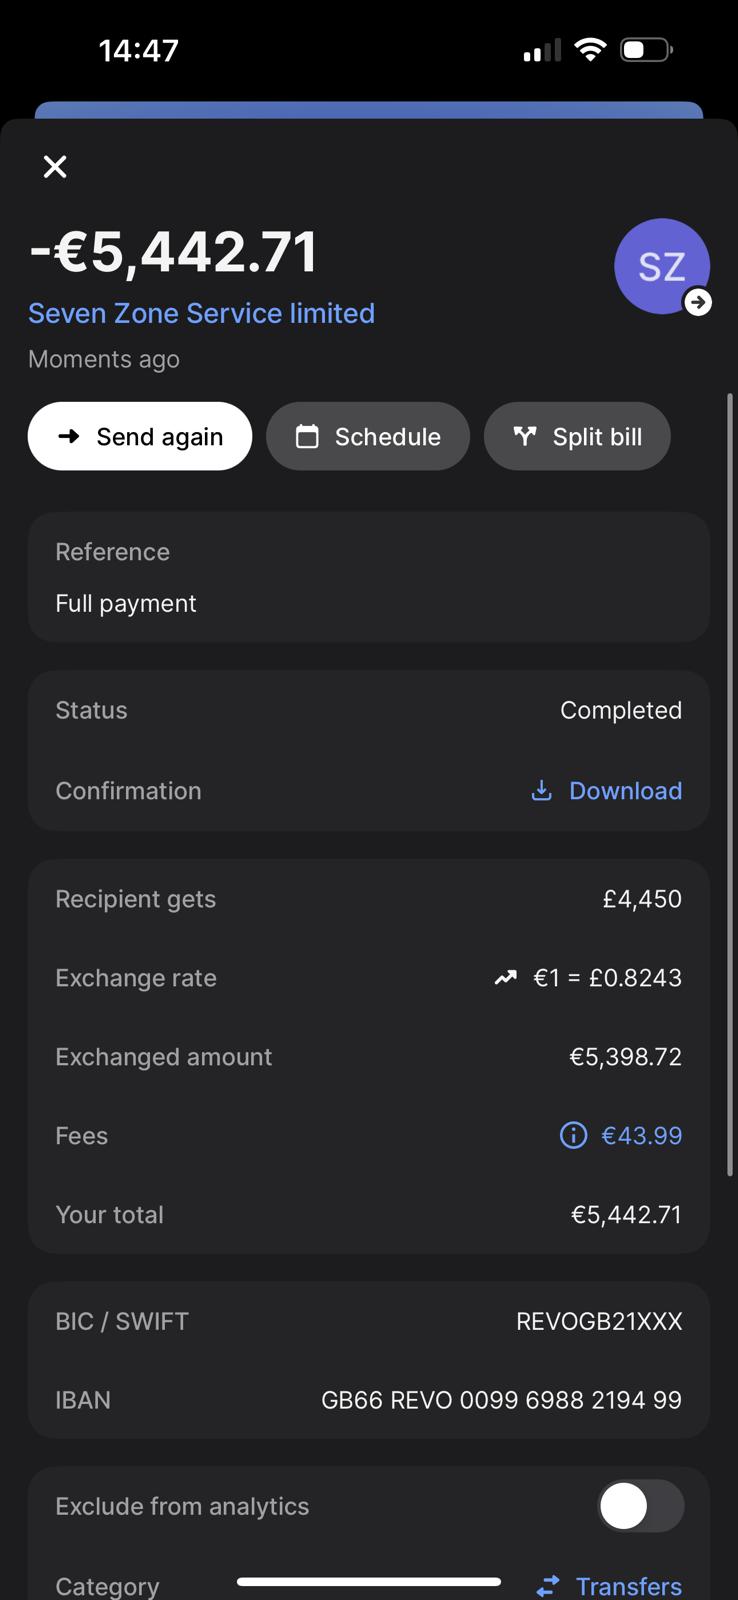 14:47
-€5,442.71
SZ
Seven Zone Service limited
Moments ago
Send again
Schedule
Split bill
Reference
Full payment
Status Completed
Confirmation Download
Recipient gets £4,450
Exchange rate €1 = £0.8243
Exchanged amount €5,398.72
Fees €43.99
Your total €5,442.71
BIC / SWIFT REVOGB21XXX
IBAN GB66 REVO 0099 6988 2194 99
Exclude from analytics
Category Transfers